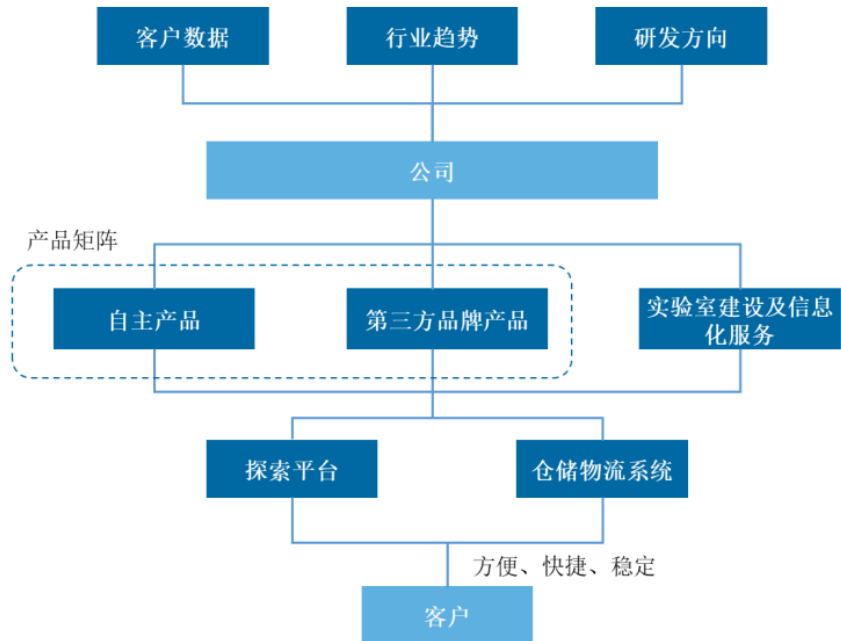 客户数据
行业趋势
研发方向
公司
产品矩阵
自主产品
第三方品牌产品
实验室建设及信息
化服务
探索平台
仓储物流系统
方便、快捷、稳定
客户